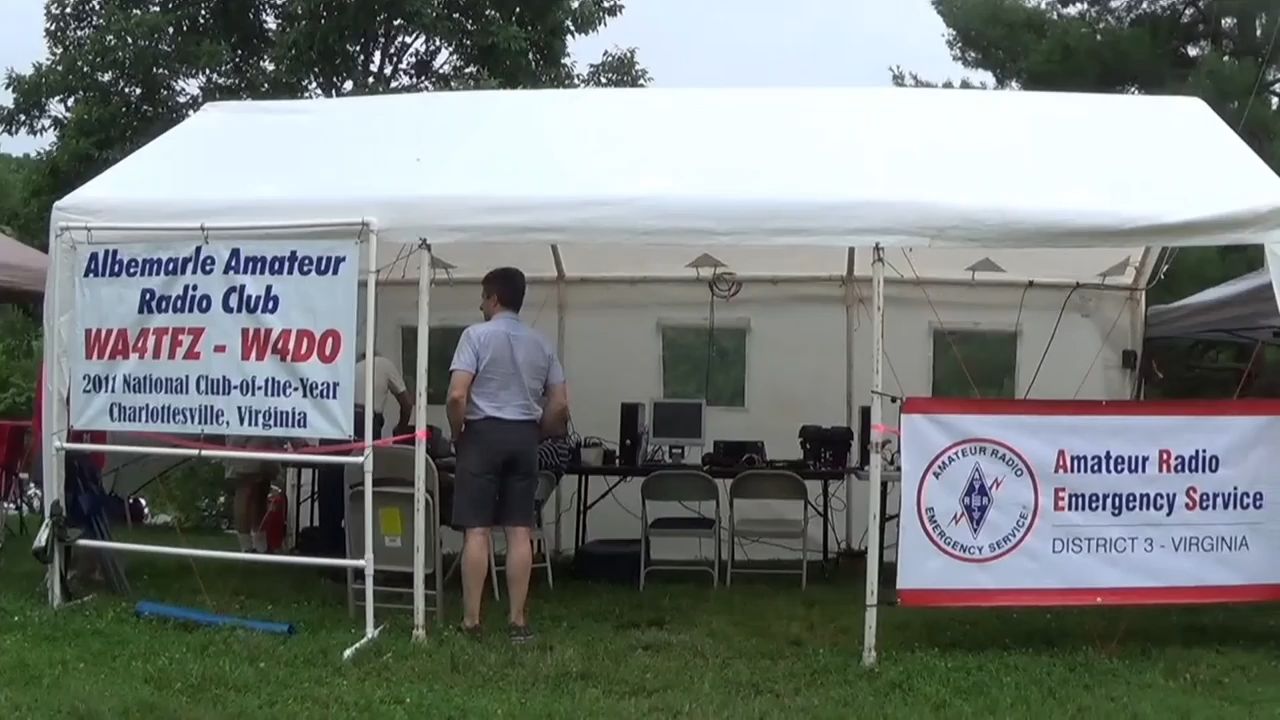 Albemarle Amateur
Radio Club
WA4TFZ - W4DO
2011 National Club-of-the-Year
Charlottesville, Virginia
AMATEUR RADIO
ARRL
EMERGENCY SERVICE
Amateur Radio
Emergency Service
DISTRICT 3 - VIRGINIA